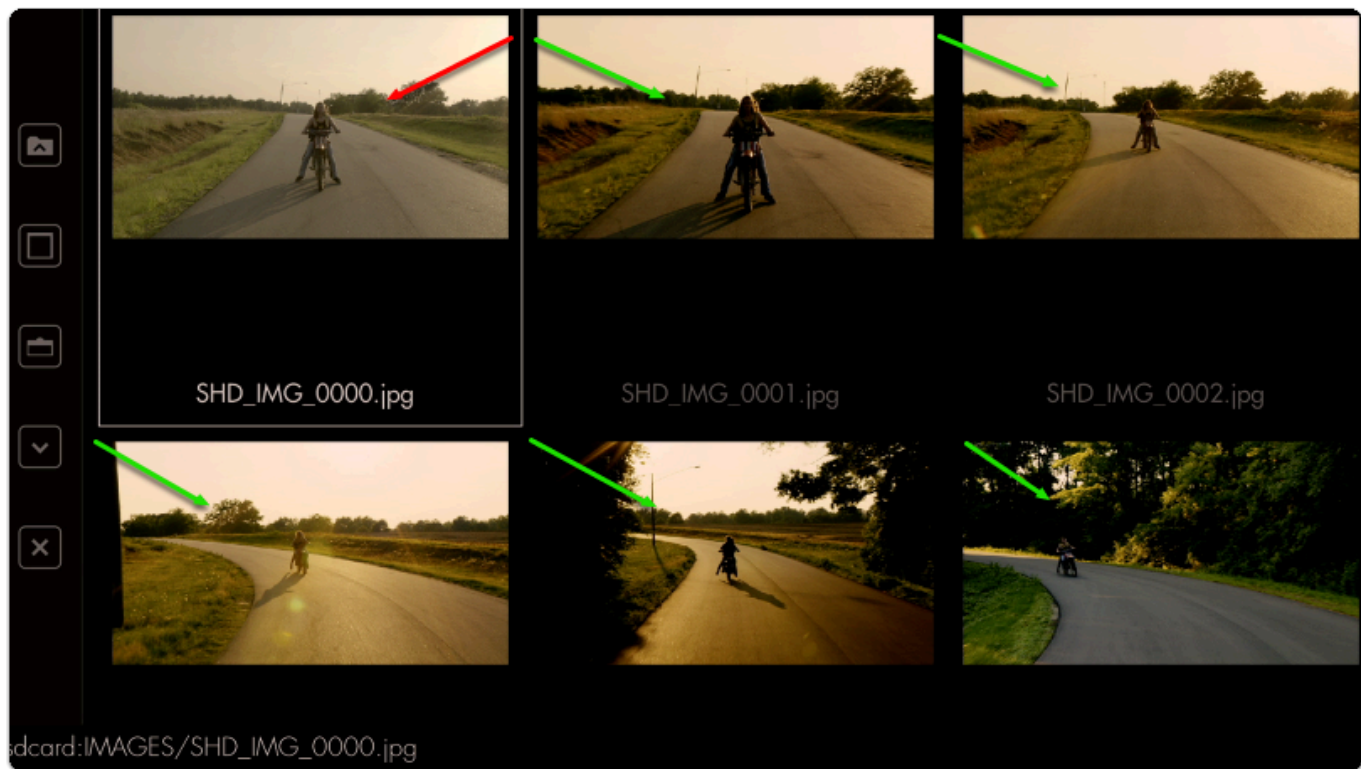 SHD_IMG_0000.jpg
SHD_IMG_0001.jpg
SHD_IMG_0002.jpg
sdcard:IMAGES/SHD_IMG_0000.jpg